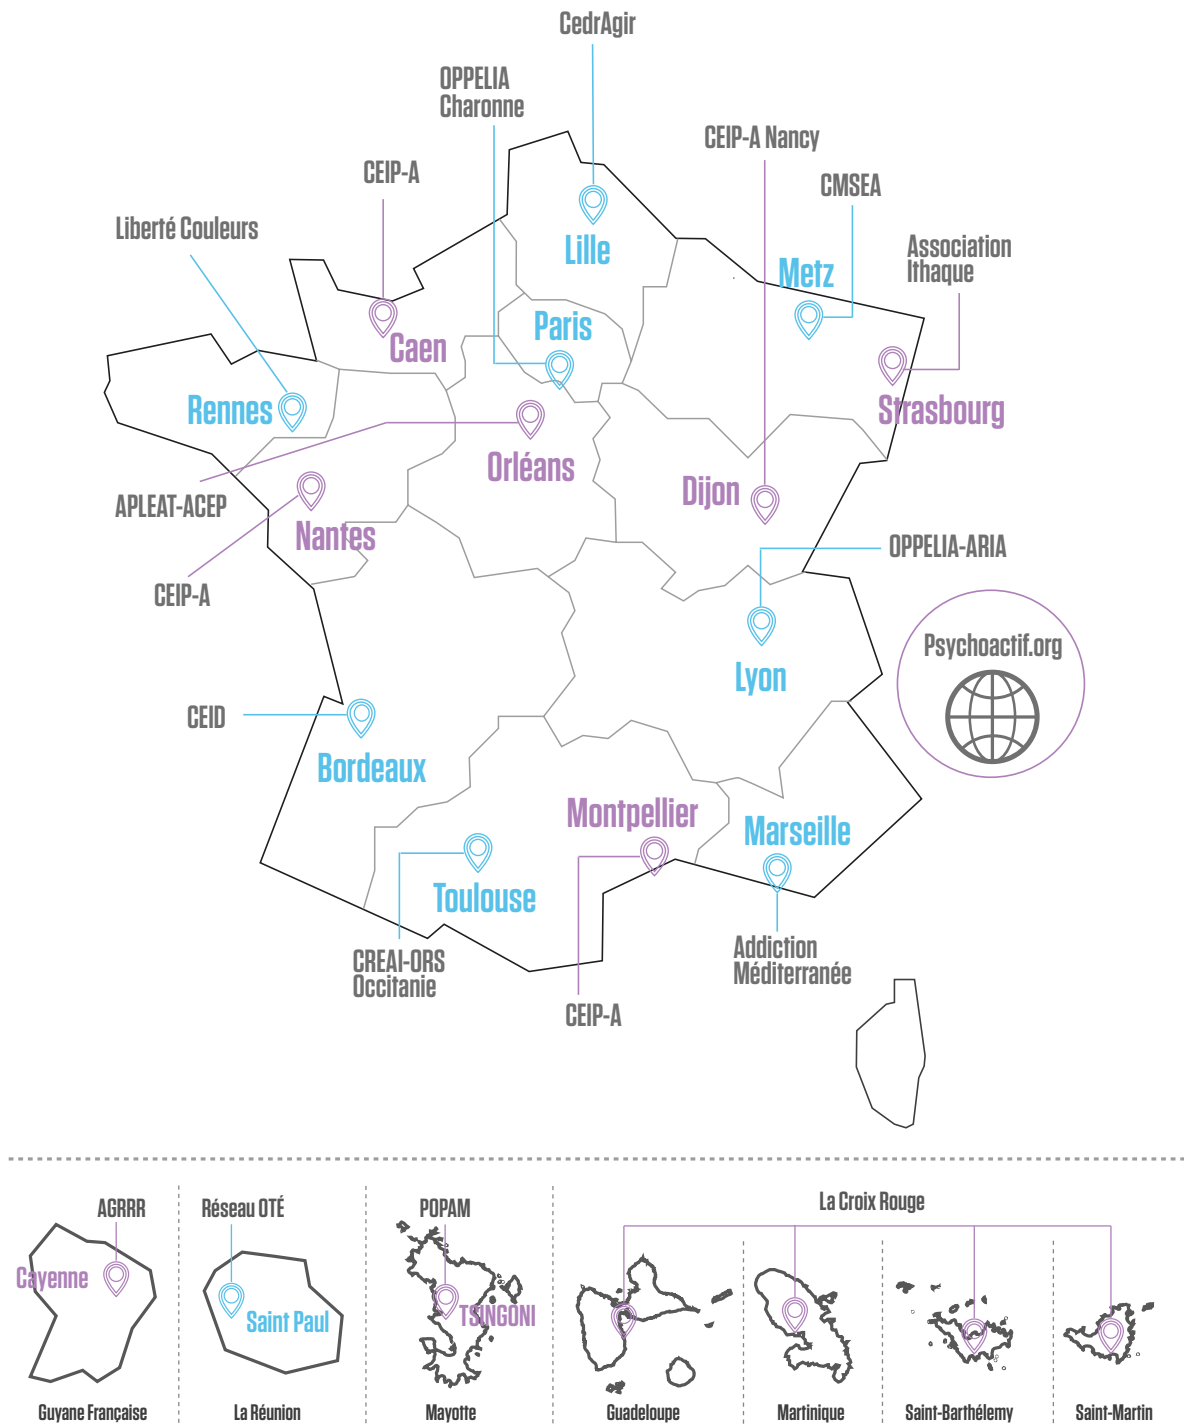 CedrAgir
OPPELIA
Charonne
CEIP-A Nancy
CEIP-A
CMSEA
Liberté Couleurs
Association
Ithaque
Lille
Metz
Paris
Caen
Rennes
Strasbourg
Orléans
Dijon
APLEAT-ACEP
Nantes
OPPELIA-ARIA
CEIP-A
Psychoactif.org
Lyon
CEID
Bordeaux
Montpellier
Marseille
Toulouse
Addiction
Méditerranée
CREAI-ORS
Occitanie
CEIP-A
AGRRR
Réseau OTÉ
POPAM
La Croix Rouge
Cayenne
Saint Paul
TSINGONI
Guyane Française
La Réunion
Mayotte
Guadeloupe
Martinique
Saint-Barthélemy
Saint-Martin